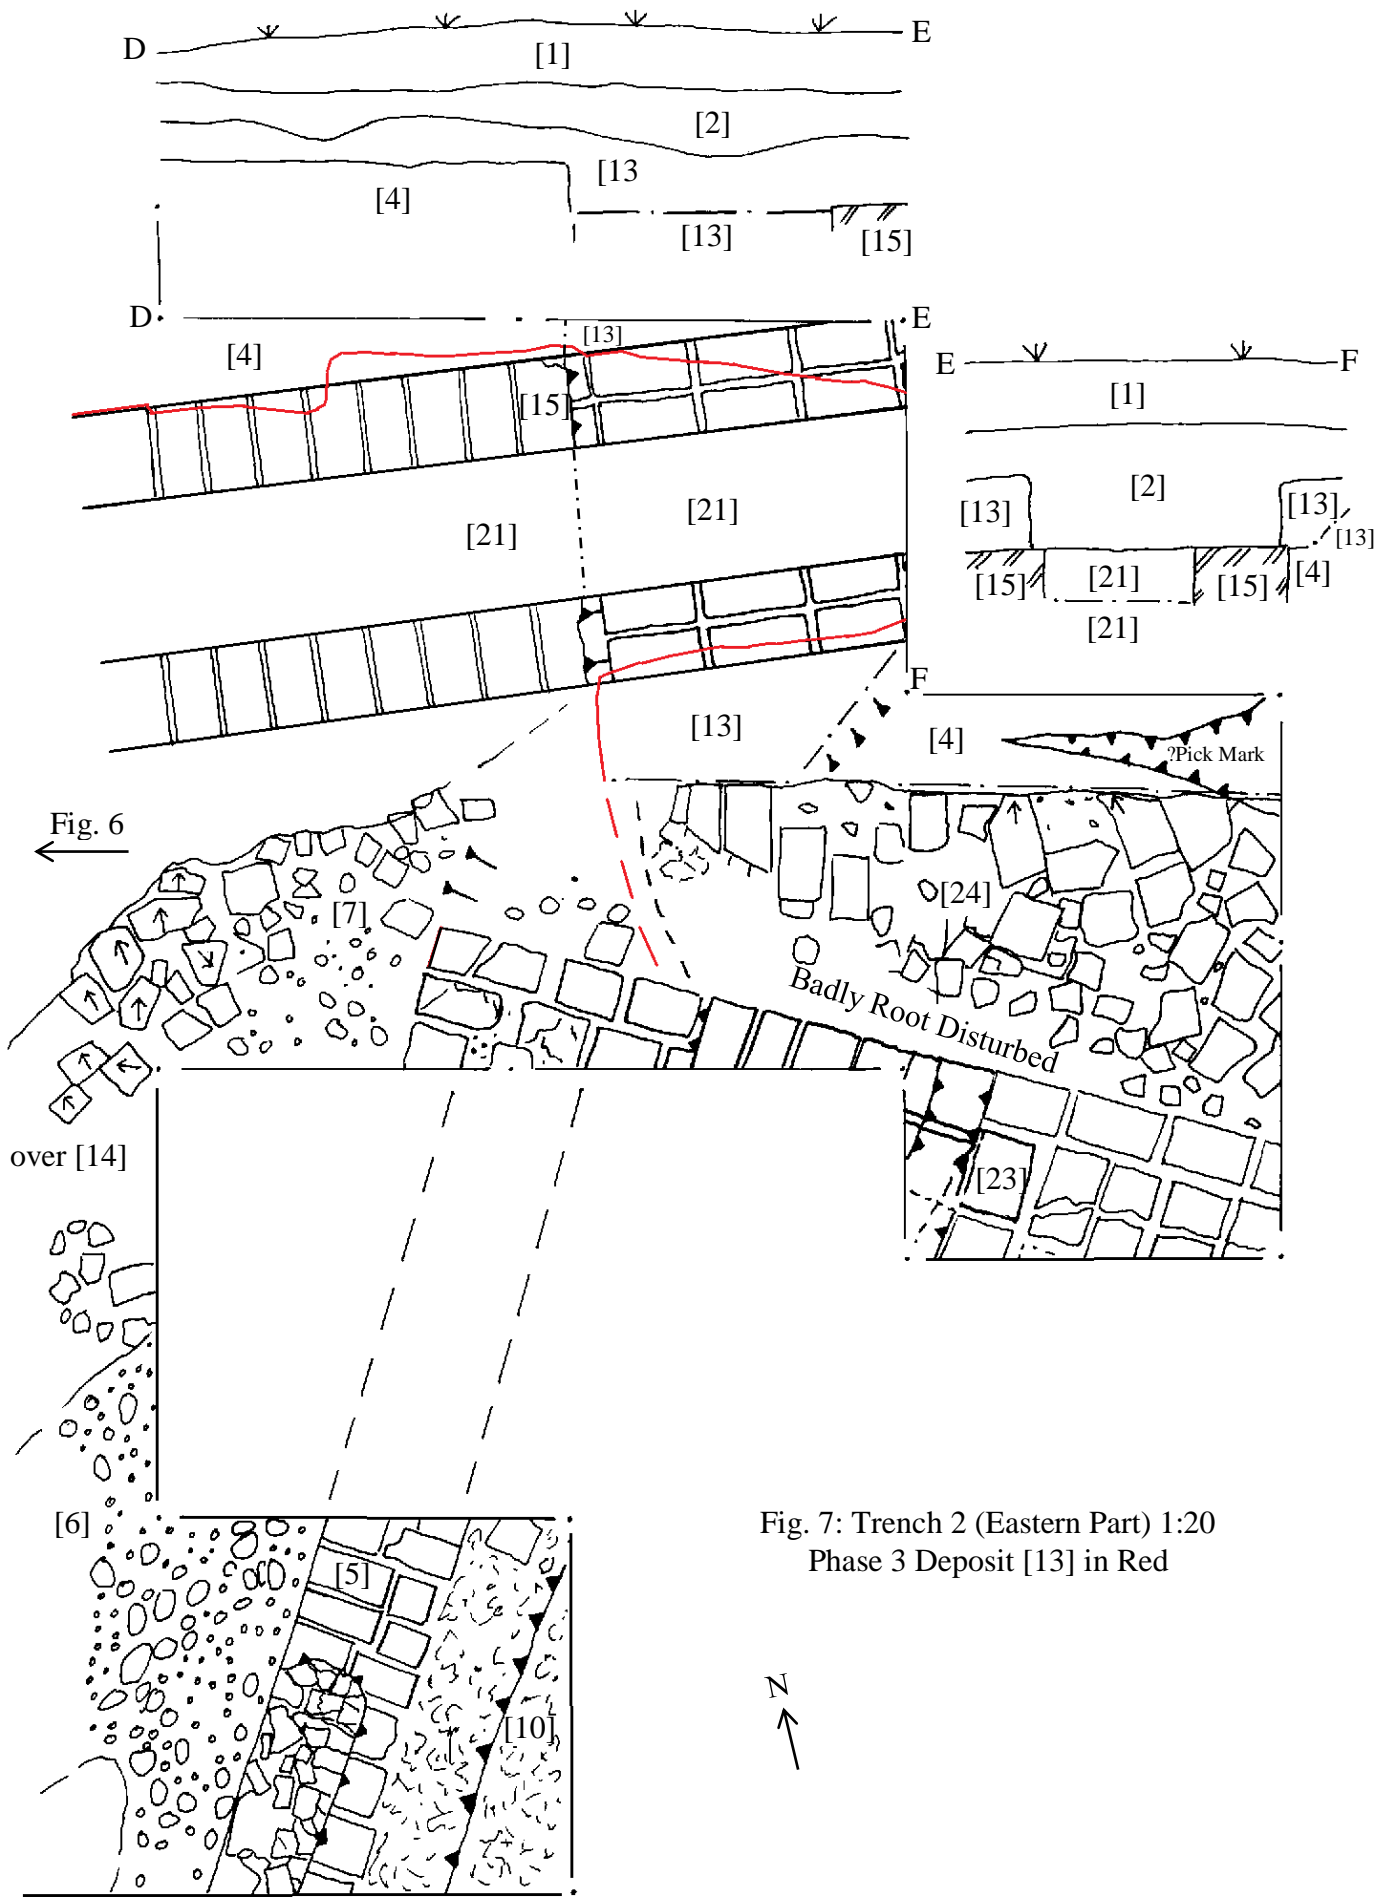 D
E
[1]
[2]
[13
[4]
[13]
[15]
D
E
[13]
[4]
[15]
E
F
[1]
[2]
[21]
[21]
[13]
[13]
[13]
[15]
[21]
[15]
[4]
[21]
F
[13]
[4]
?Pick Mark
Fig. 6
[7]
[24]
Badly Root Disturbed
over [14]
[23]
[6]
[5]
[10]
Fig. 7: Trench 2 (Eastern Part) 1:20
Phase 3 Deposit [13] in Red
N